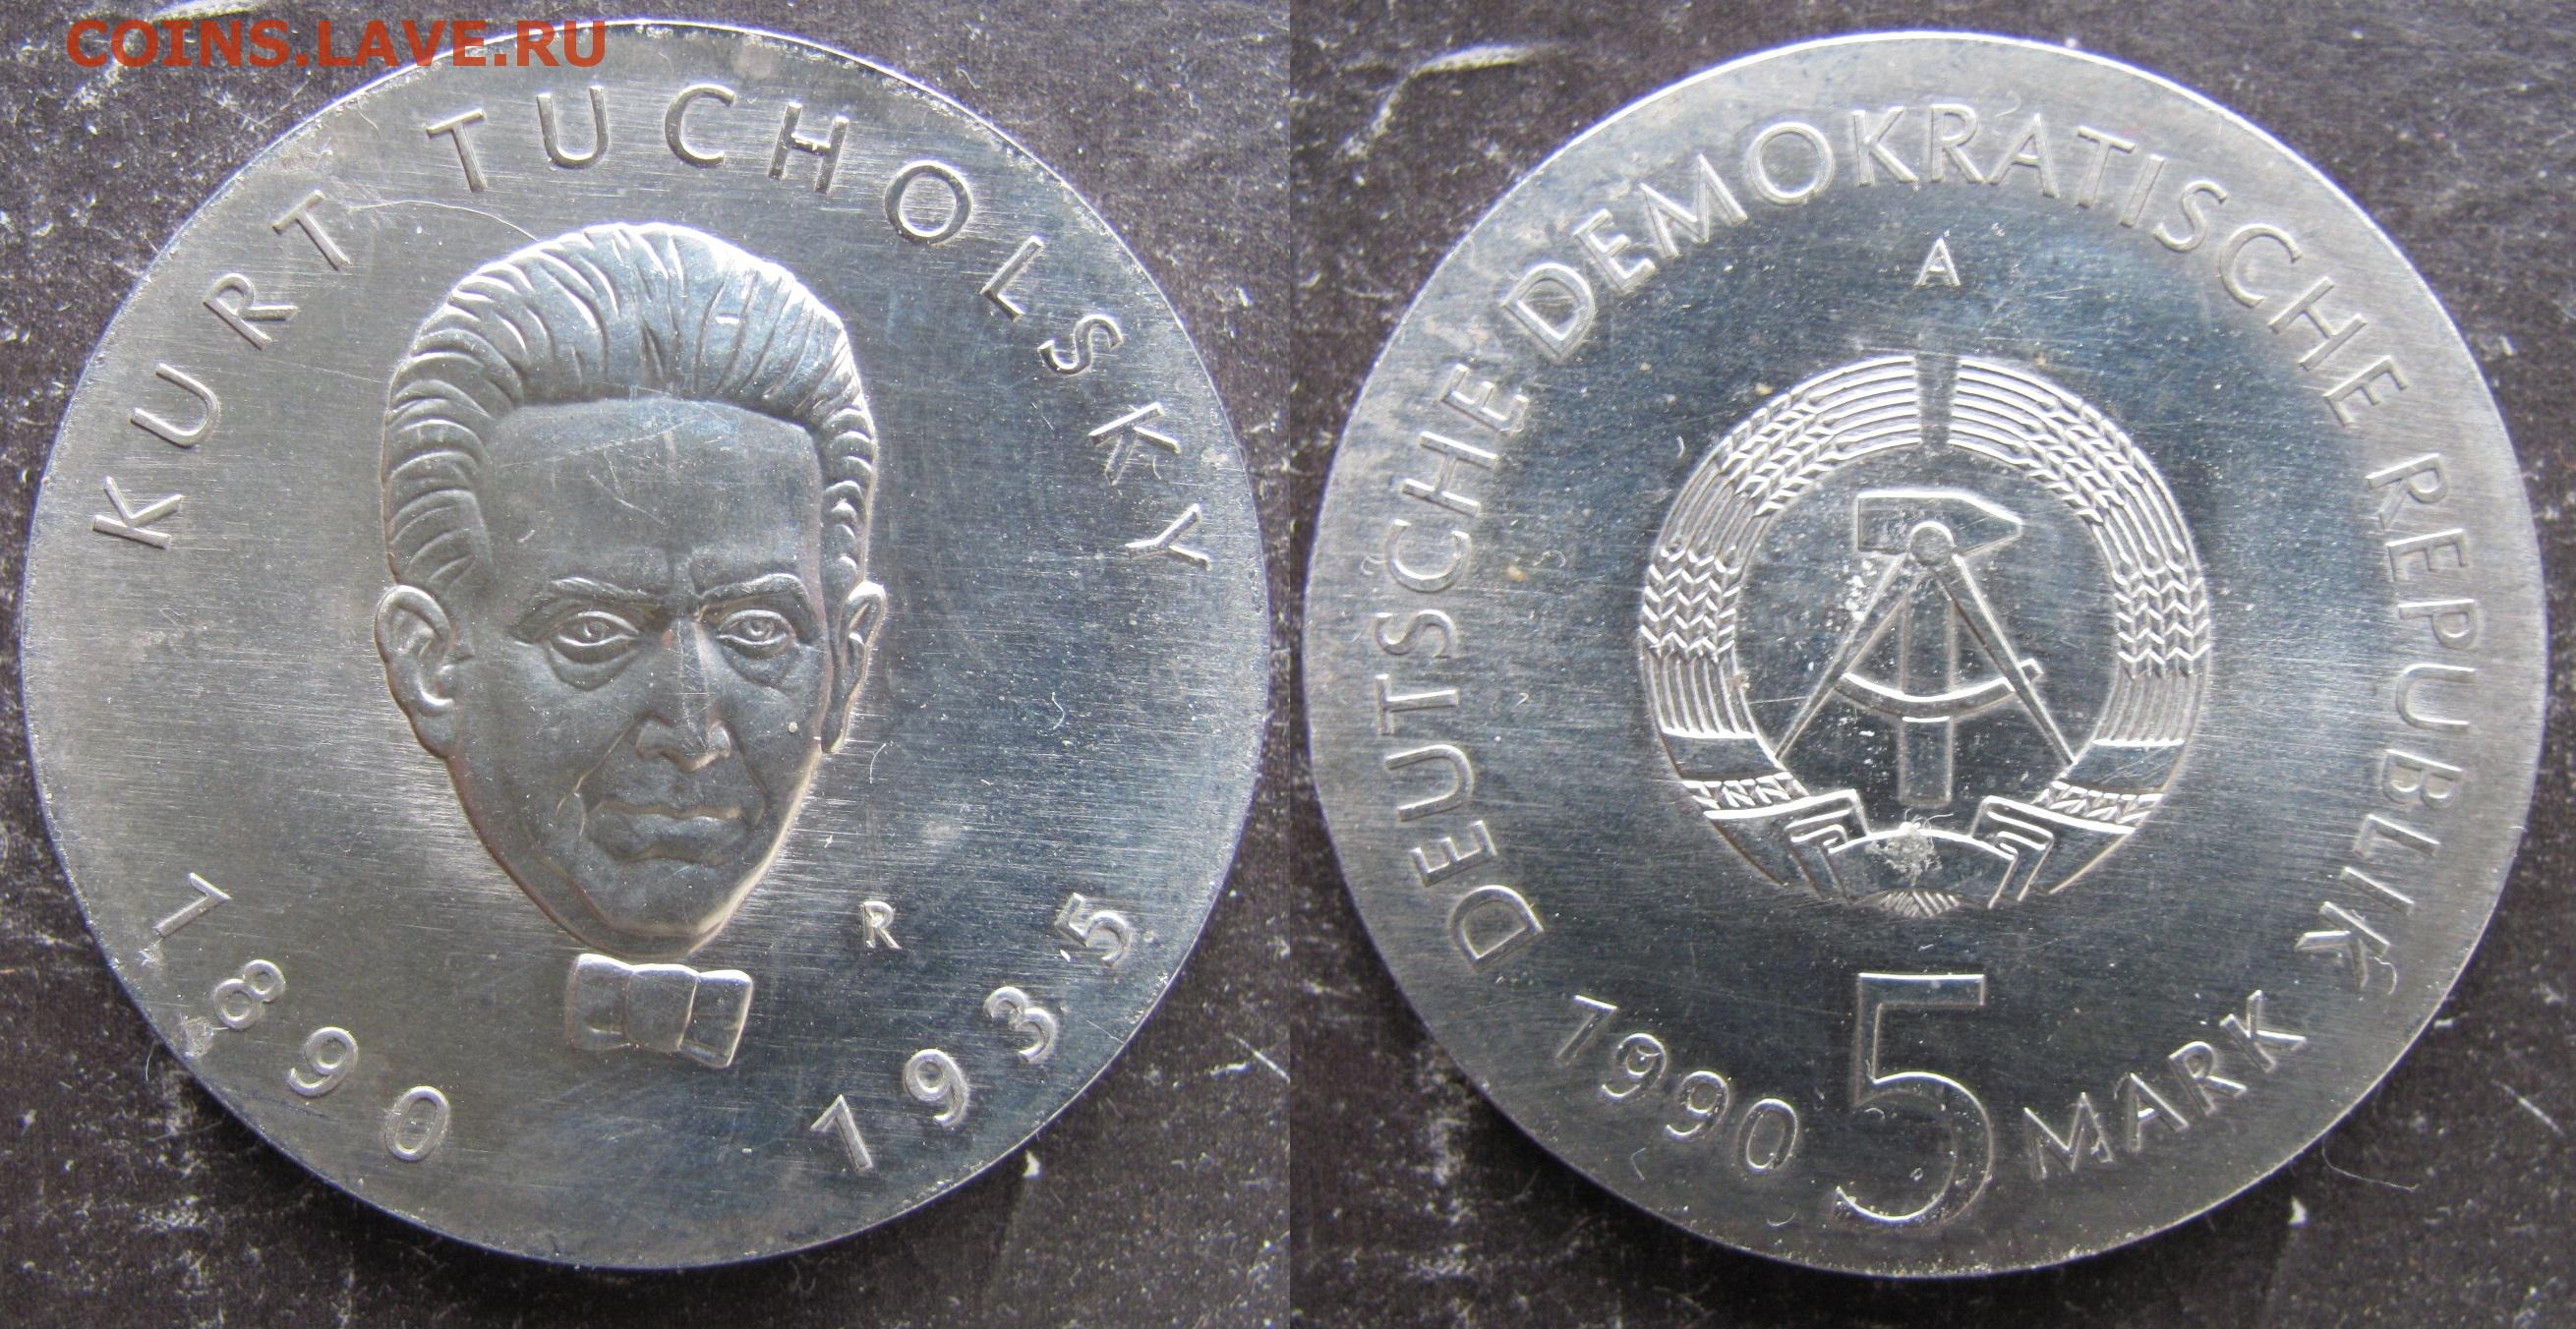 COINS.LAVE.RU
KURT TUCHOLSKY
R
1890 1935
DEUTSCHE DEMOKRATISCHE REPUBLIK
A
1990 5 MARK